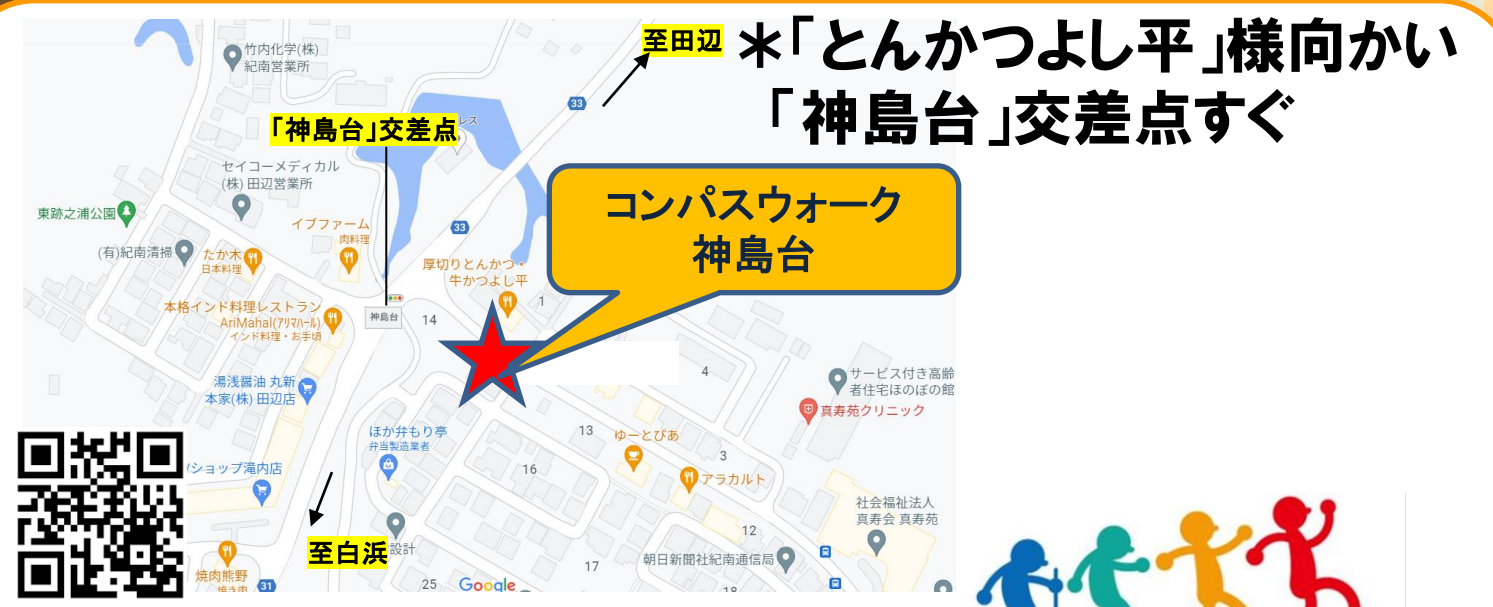 ＊「とんかつよし平」様向かい
「神島台」交差点すぐ
至田辺
竹内化学(株)
紀南営業所
33
「神島台」交差点
セイコーメディカル
(株)田辺営業所
コンパスウォーク
神島台
東跡之浦公園
イブファーム
肉料理
33
(有)紀南清掃
たか木
日本料理
厚切りとんかつ・
牛かつよし平
1
本格インド料理レストラン
AriMahal(アリマハール)
インド料理・お手頃
神島台
14
4
サービス付き高齢
者住宅ほのぼの館
真寿苑クリニック
湯浅醤油 丸新
本家(株) 田辺店
ほか弁もり亭
弁当製造業者
13
ゆーとぴあ
3
アラカルト
ショップ滝内店
16
社会福祉法人
真寿会 真寿苑
12
至白浜
設計
朝日新聞社紀南通信局
17
焼肉熊野
焼き肉
31
25
Google
18